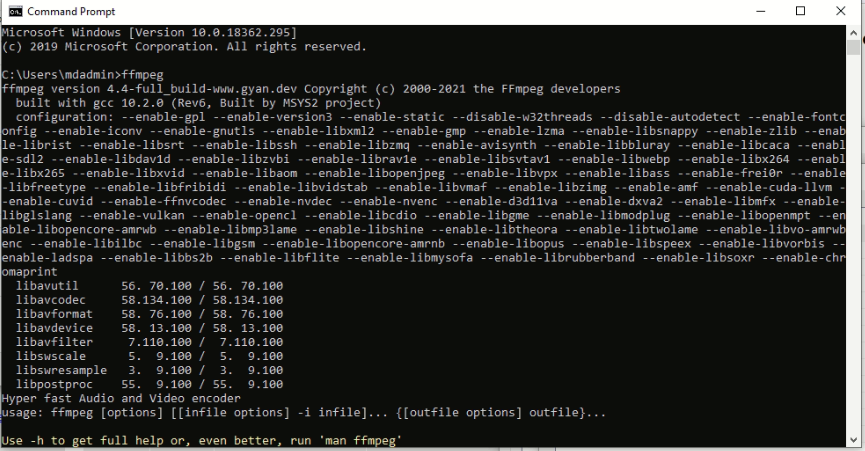 Command Prompt
Microsoft Windows [Version 10.0.18362.295]
(c) 2019 Microsoft Corporation. All rights reserved.
C:\Users\mdadmin>ffmpeg
ffmpeg version 4.4-full_build-www.gyan.dev Copyright (c) 2000-2021 the FFmpeg developers
  built with gcc 10.2.0 (Rev6, Built by MSYS2 project)
  configuration: --enable-gpl --enable-version3 --enable-static --disable-w32threads --disable-autodetect --enable-fontc
onfig --enable-iconv --enable-gnutls --enable-libxml2 --enable-gmp --enable-lzma --enable-libsnappy --enable-zlib --enab
le-librist --enable-libsrt --enable-libssh --enable-libzmq --enable-avisynth --enable-libbluray --enable-libcaca --enabl
e-sdl2 --enable-libdav1d --enable-libzvbi --enable-librav1e --enable-libsvtav1 --enable-libwebp --enable-libx264 --enabl
e-libx265 --enable-libxvid --enable-libaom --enable-libopenjpeg --enable-libvpx --enable-libass --enable-frei0r --enable
-libfreetype --enable-libfribidi --enable-libvidstab --enable-libvmaf --enable-libzimg --enable-amf --enable-cuda-llvm -
-enable-cuvid --enable-ffnvcodec --enable-nvdec --enable-nvenc --enable-d3d11va --enable-dxva2 --enable-libmfx --enable-
libglslang --enable-vulkan --enable-opencl --enable-libcdio --enable-libgme --enable-libmodplug --enable-libopenmpt --en
able-libopencore-amrwb --enable-libmp3lame --enable-libshine --enable-libtheora --enable-libtwolame --enable-libvo-amrwb
enc --enable-libilbc --enable-libgsm --enable-libopencore-amrnb --enable-libopus --enable-libspeex --enable-libvorbis --
enable-ladspa --enable-libbs2b --enable-libflite --enable-libmysofa --enable-librubberband --enable-libsoxr --enable-chr
omaprint
  libavutil      56. 70.100 / 56. 70.100
  libavcodec     58.134.100 / 58.134.100
  libavformat    58. 76.100 / 58. 76.100
  libavdevice    58. 13.100 / 58. 13.100
  libavfilter     7.110.100 /  7.110.100
  libswscale      5.  9.100 /  5.  9.100
  libswresample   3.  9.100 /  3.  9.100
  libpostproc    55.  9.100 / 55.  9.100
Hyper fast Audio and Video encoder
usage: ffmpeg [options] [[infile options] -i infile]... {[outfile options] outfile}...
Use -h to get full help or, even better, run 'man ffmpeg'